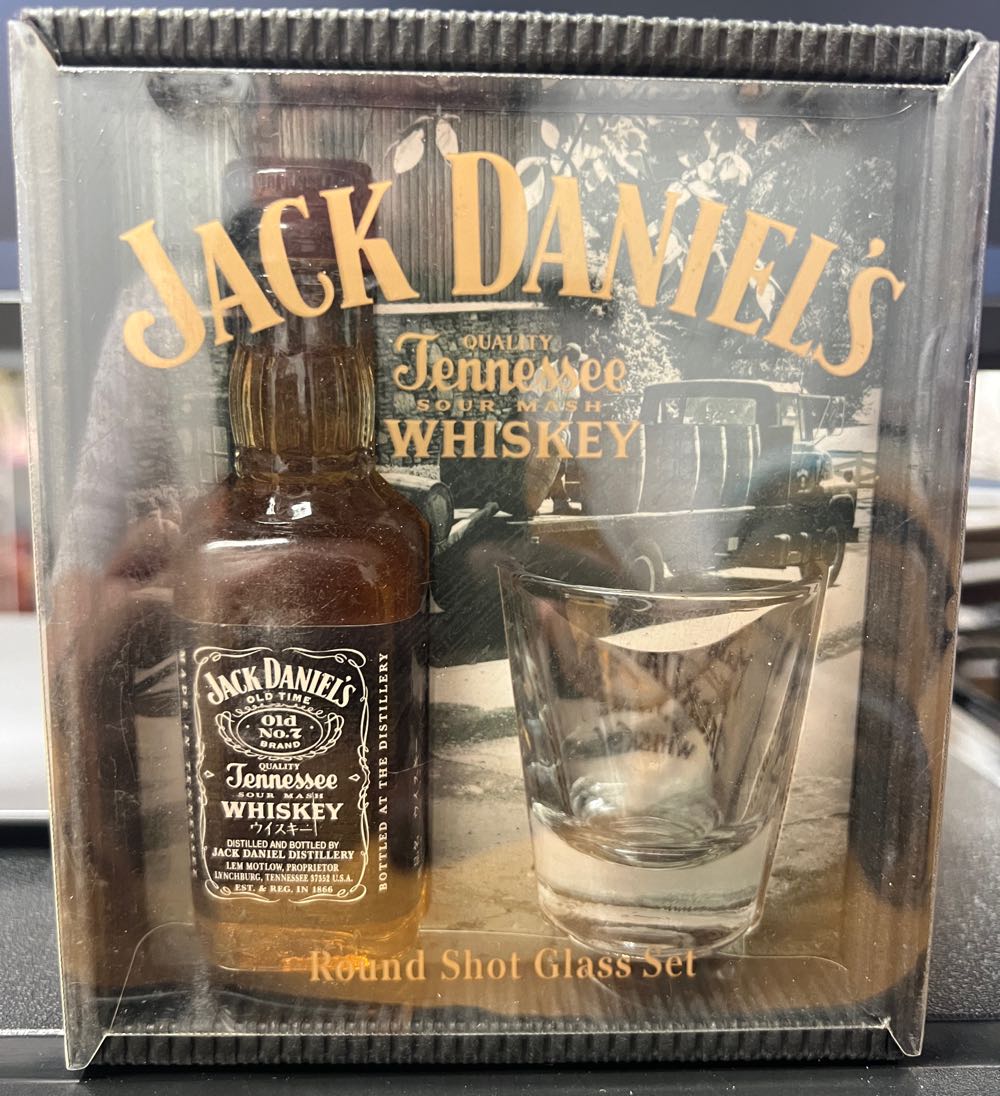 JACK DANIEL'S
QUALITY
Tennessee
SOUR MASH
WHISKEY
JACK DANIEL'S
OLD TIME
Old
No.7
BRAND
QUALITY
Tennessee
SOUR MASH
WHISKEY
ウイスキー
DISTILLED AND BOTTLED BY
JACK DANIEL DISTILLERY
LEM MOTLOW, PROPRIETOR
LYNCHBURG, TENNESSEE 37352 U.S.A.
EST. & REG. IN 1866
BOTTLED AT THE DISTILLERY
Round Shot Glass Set